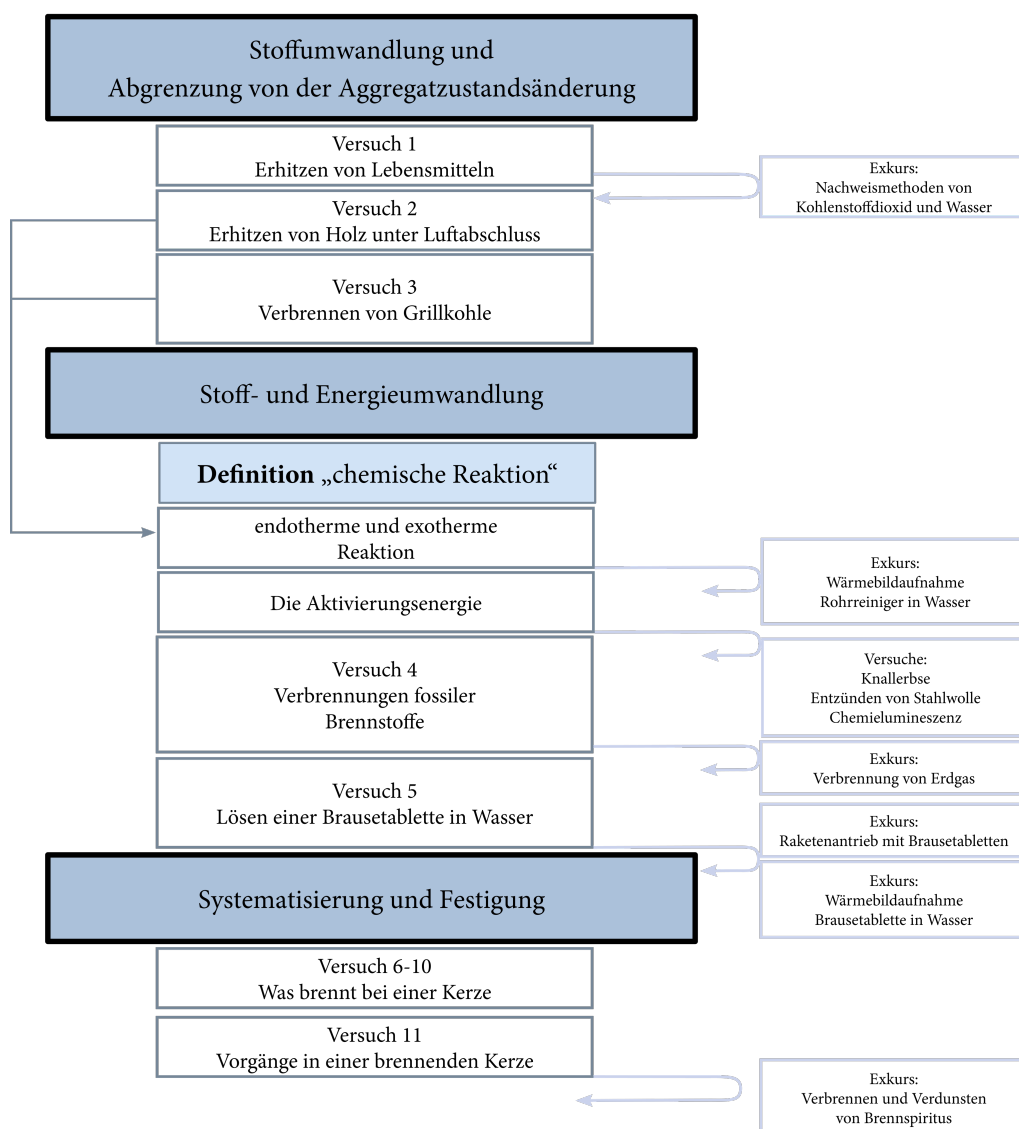 Stoffumwandlung und
Abgrenzung von der Aggregatzustandsänderung
Versuch 1
Erhitzen von Lebensmitteln
Exkurs:
Nachweismethoden von
Kohlenstoffdioxid und Wasser
Versuch 2
Erhitzen von Holz unter Luftabschluss
Versuch 3
Verbrennen von Grillkohle
Stoff- und Energieumwandlung
Definition „chemische Reaktion“
endotherme und exotherme
Reaktion
Exkurs:
Wärmebildaufnahme
Rohrreiniger in Wasser
Die Aktivierungsenergie
Versuche:
Knallerbse
Entzünden von Stahlwolle
Chemielumineszenz
Versuch 4
Verbrennungen fossiler
Brennstoffe
Exkurs:
Verbrennung von Erdgas
Versuch 5
Lösen einer Brausetablette in Wasser
Exkurs:
Raketenantrieb mit Brausetabletten
Exkurs:
Wärmebildaufnahme
Brausetablette in Wasser
Systematisierung und Festigung
Versuch 6-10
Was brennt bei einer Kerze
Versuch 11
Vorgänge in einer brennenden Kerze
Exkurs:
Verbrennen und Verdunsten
von Brennspiritus